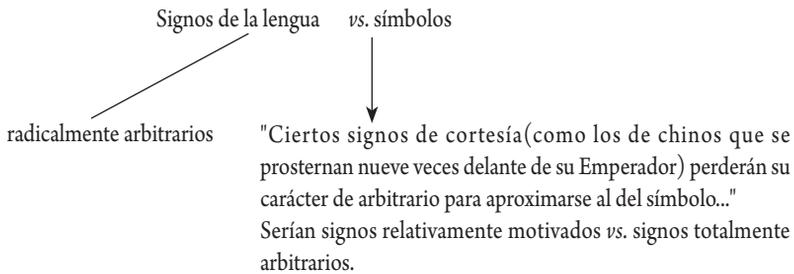 Signos de la lengua vs. símbolos
radicalmente arbitrarios
"Ciertos signos de cortesía(como los de chinos que se
prosternan nueve veces delante de su Emperador) perderán su
carácter de arbitrario para aproximarse al del símbolo..."
Serían signos relativamente motivados vs. signos totalmente
arbitrarios.